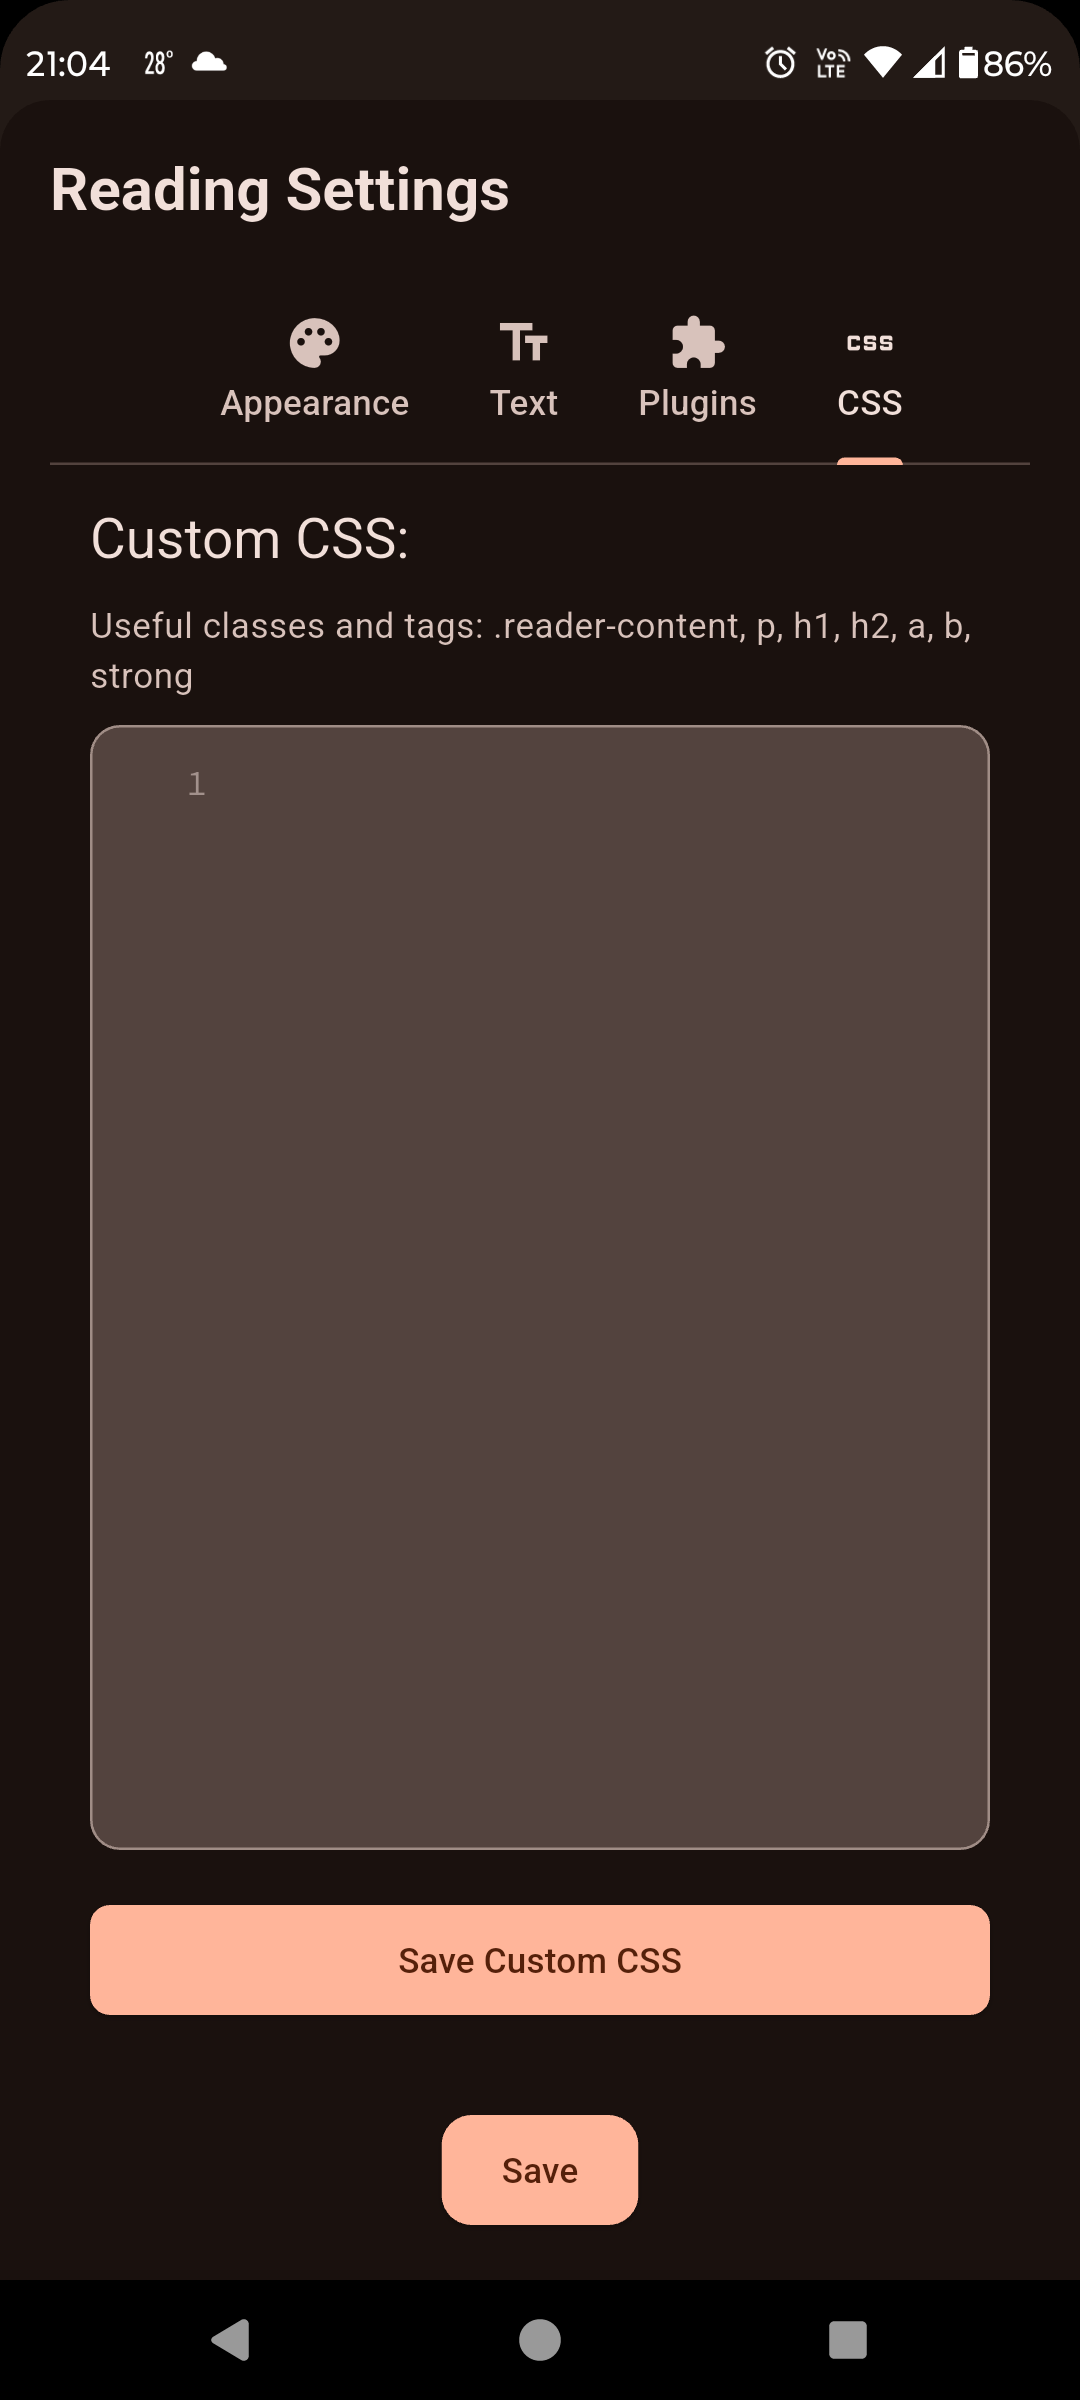 21:04 28° Vo LTE 86%
Reading Settings
css
Appearance Text Plugins CSS
Custom CSS:
Useful classes and tags: .reader-content, p, h1, h2, a, b,
strong
1
Save Custom CSS
Save